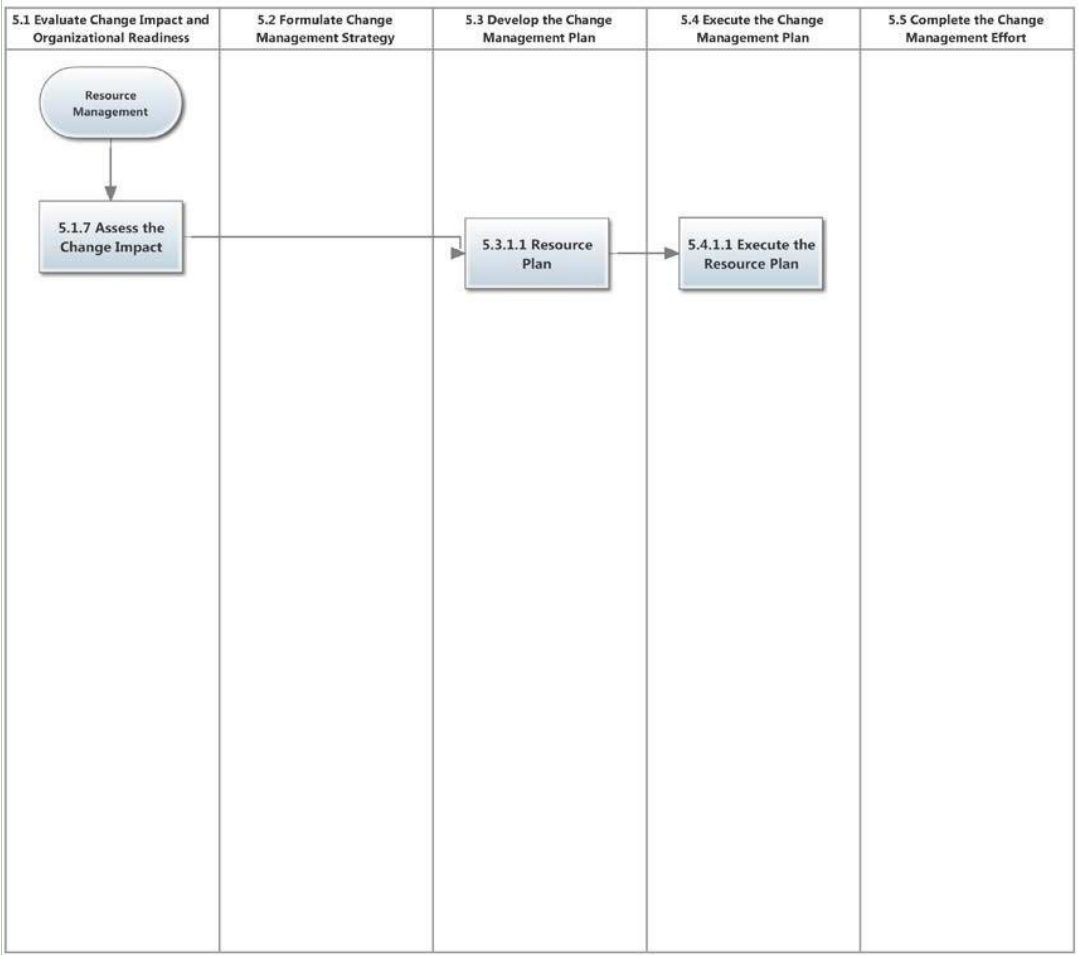 5.1 Evaluate Change Impact and
Organizational Readiness
5.2 Formulate Change
Management Strategy
5.3 Develop the Change
Management Plan
5.4 Execute the Change
Management Plan
5.5 Complete the Change
Management Effort
Resource
Management
5.1.7 Assess the
Change Impact
5.3.1.1 Resource
Plan
5.4.1.1 Execute the
Resource Plan